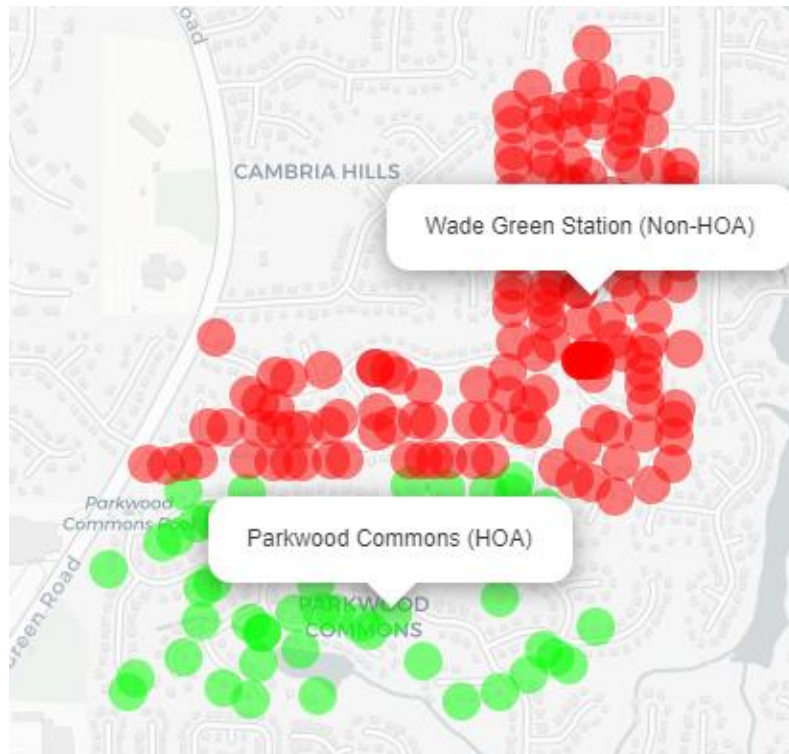 Road
CAMBRIA HILLS
Wade Green Station (Non-HOA)
Parkwood
Commons Pool
Parkwood Commons (HOA)
PARKWOOD
COMMONS
Green Road